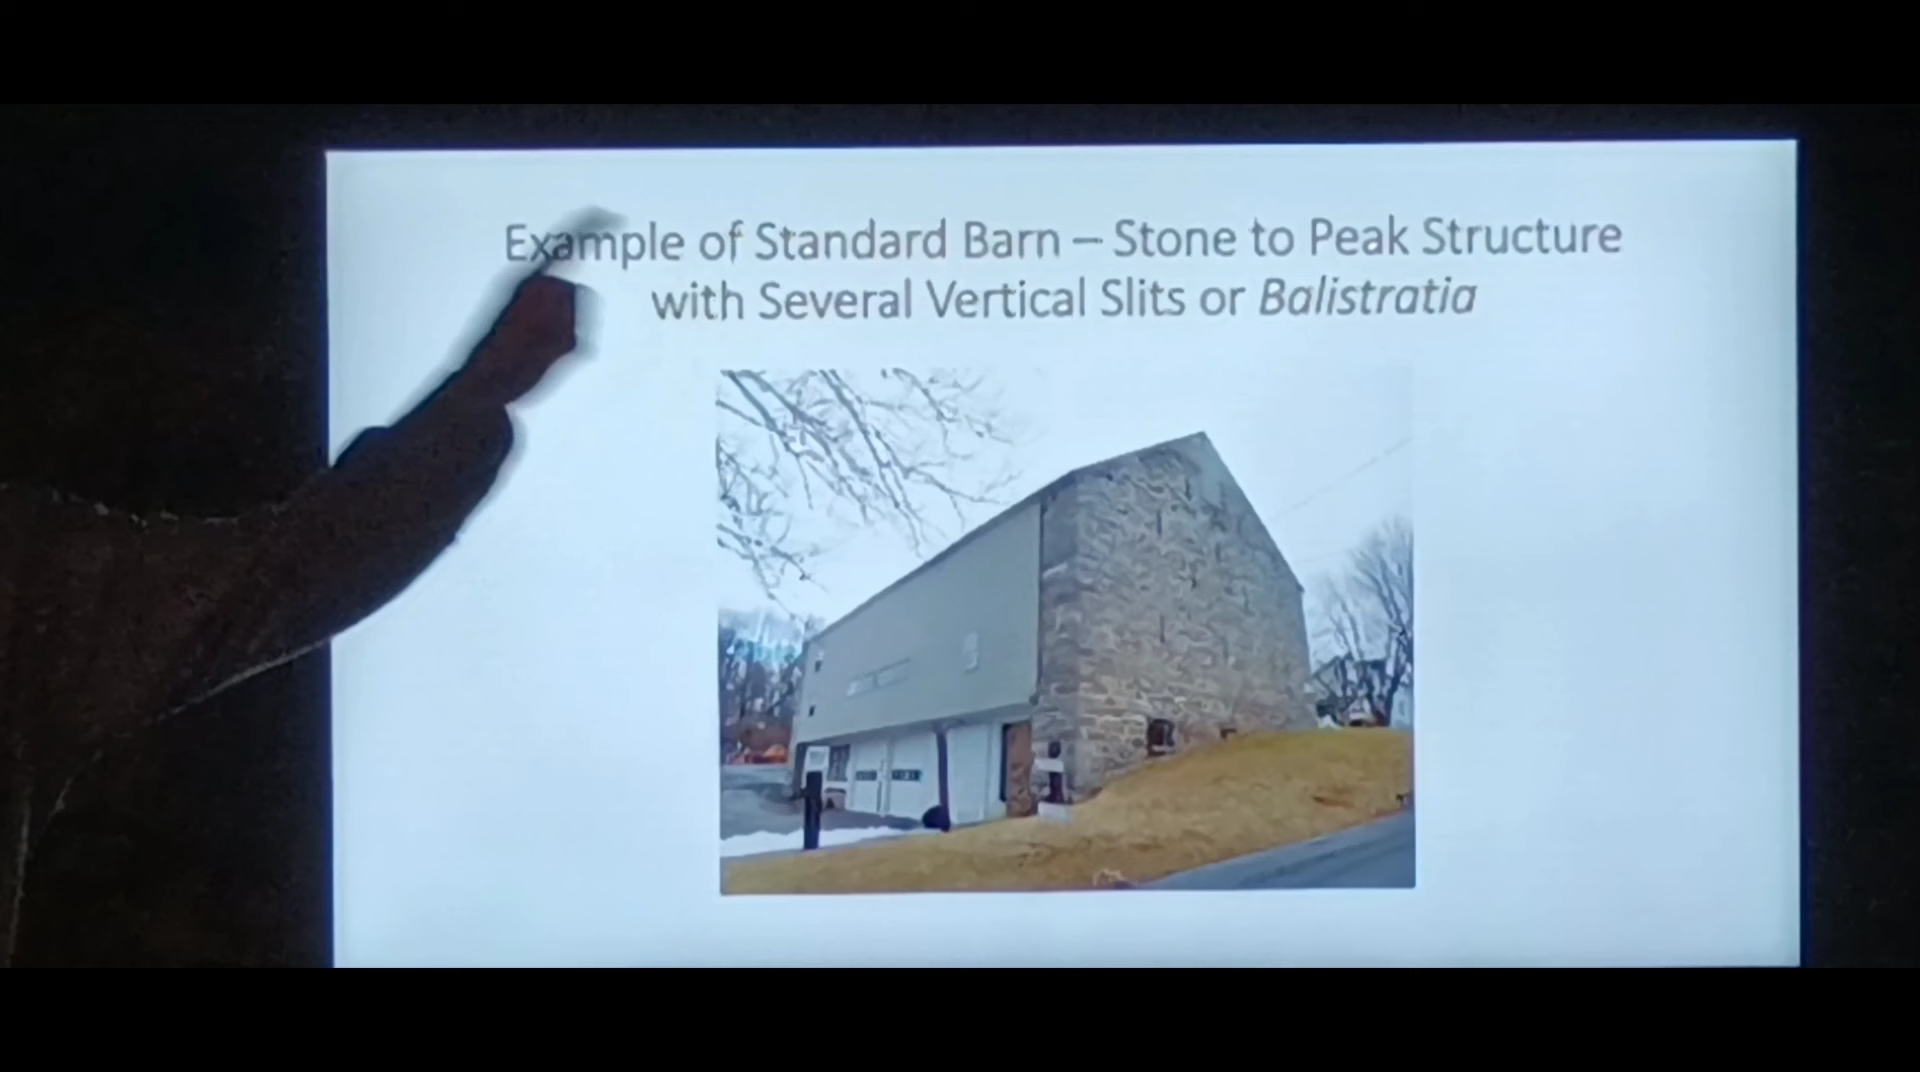 Example of Standard Barn – Stone to Peak Structure
with Several Vertical Slits or Balistratia